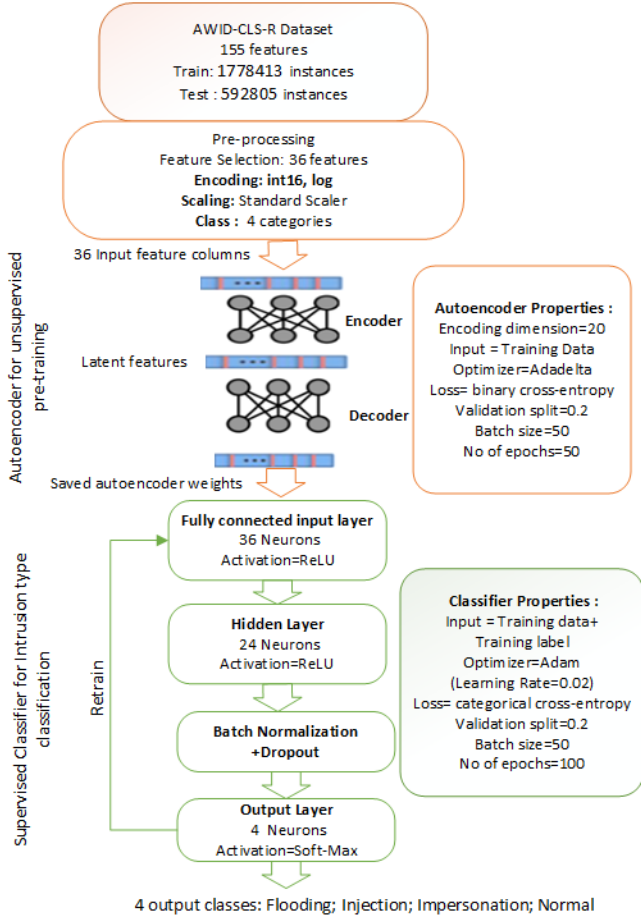 AWID-CLS-R Dataset
155 features
Train: 1778413 instances
Test : 592805 instances
Pre-processing
Feature Selection: 36 features
Encoding: int16, log
Scaling: Standard Scaler
Class : 4 categories
36 Input feature columns
Autoencoder for unsupervised
pre-training
Encoder
Latent features
Decoder
Saved autoencoder weights
Autoencoder Properties :
Encoding dimension=20
Input = Training Data
Optimizer=Adadelta
Loss= binary cross-entropy
Validation split=0.2
Batch size=50
No of epochs=50
Supervised Classifier for Intrusion type
classification
Retrain
Fully connected input layer
36 Neurons
Activation=ReLU
Hidden Layer
24 Neurons
Activation=ReLU
Batch Normalization
+Dropout
Output Layer
4 Neurons
Activation=Soft-Max
Classifier Properties :
Input = Training data+
Training label
Optimizer=Adam
(Learning Rate=0.02)
Loss= categorical cross-entropy
Validation split=0.2
Batch size=50
No of epochs=100
4 output classes: Flooding; Injection; Impersonation; Normal